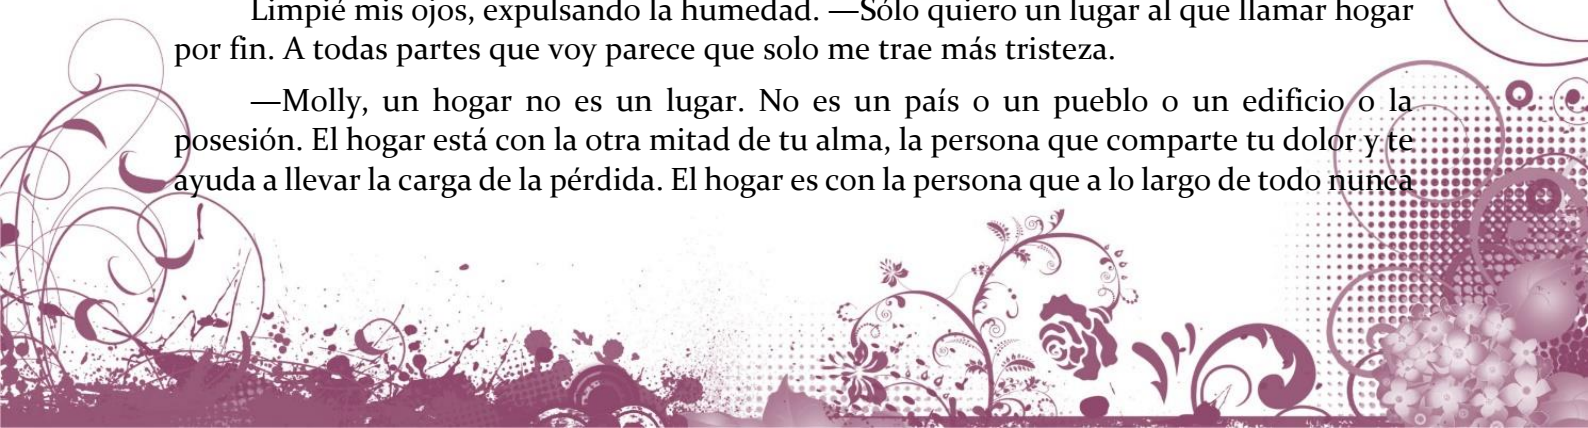 Limpié mis ojos, expulsando la humedad. —Sólo quiero un lugar al que llamar hogar
por fin. A todas partes que voy parece que solo me trae más tristeza.
—Molly, un hogar no es un lugar. No es un país o un pueblo o un edificio o la
posesión. El hogar está con la otra mitad de tu alma, la persona que comparte tu dolor y te
ayuda a llevar la carga de la pérdida. El hogar es con la persona que a lo largo de todo nunca